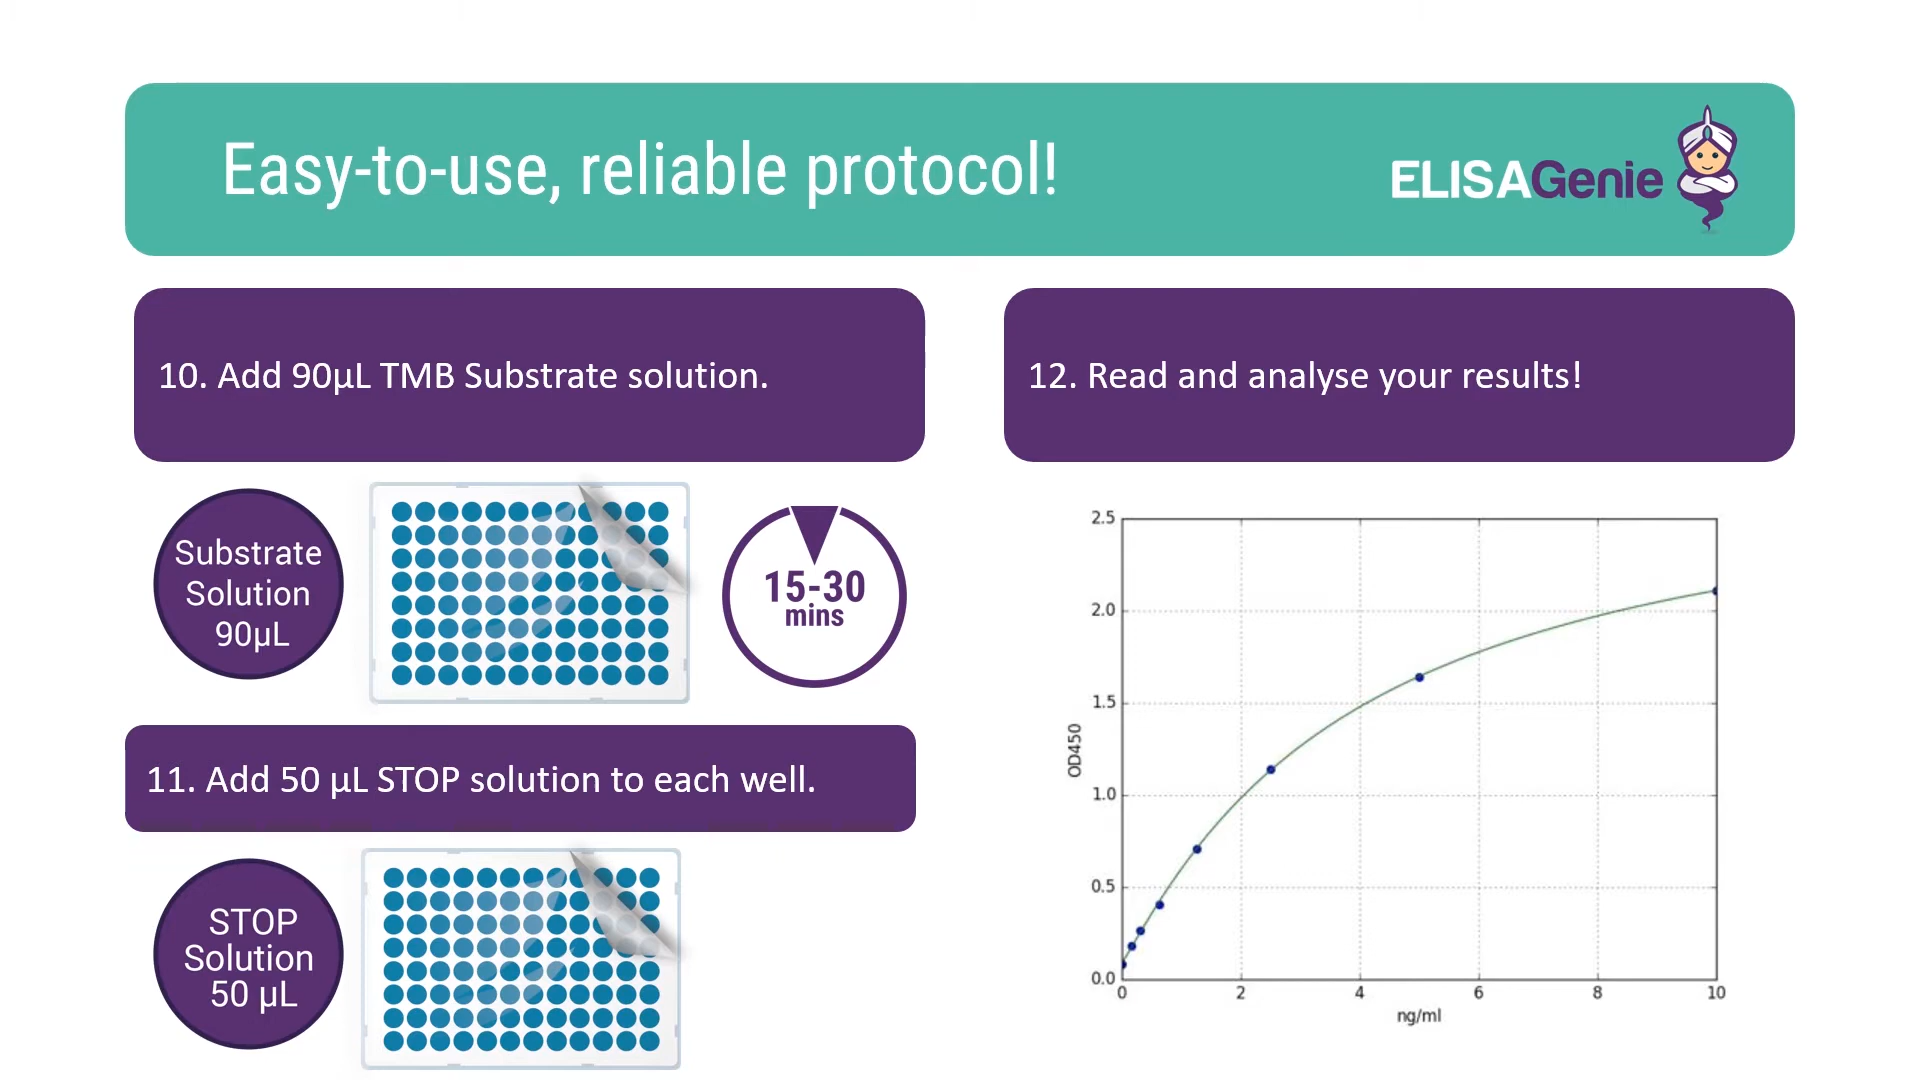 Easy-to-use, reliable protocol!
ELISAGenie
10. Add 90µL TMB Substrate solution.
Substrate
Solution
90µL
15-30
mins
11. Add 50 µL STOP solution to each well.
STOP
Solution
50 µL
12. Read and analyse your results!
2.5
2.0
1.5
1.0
0.5
0.0
OD450
0 2 4 6 8 10
ng/ml